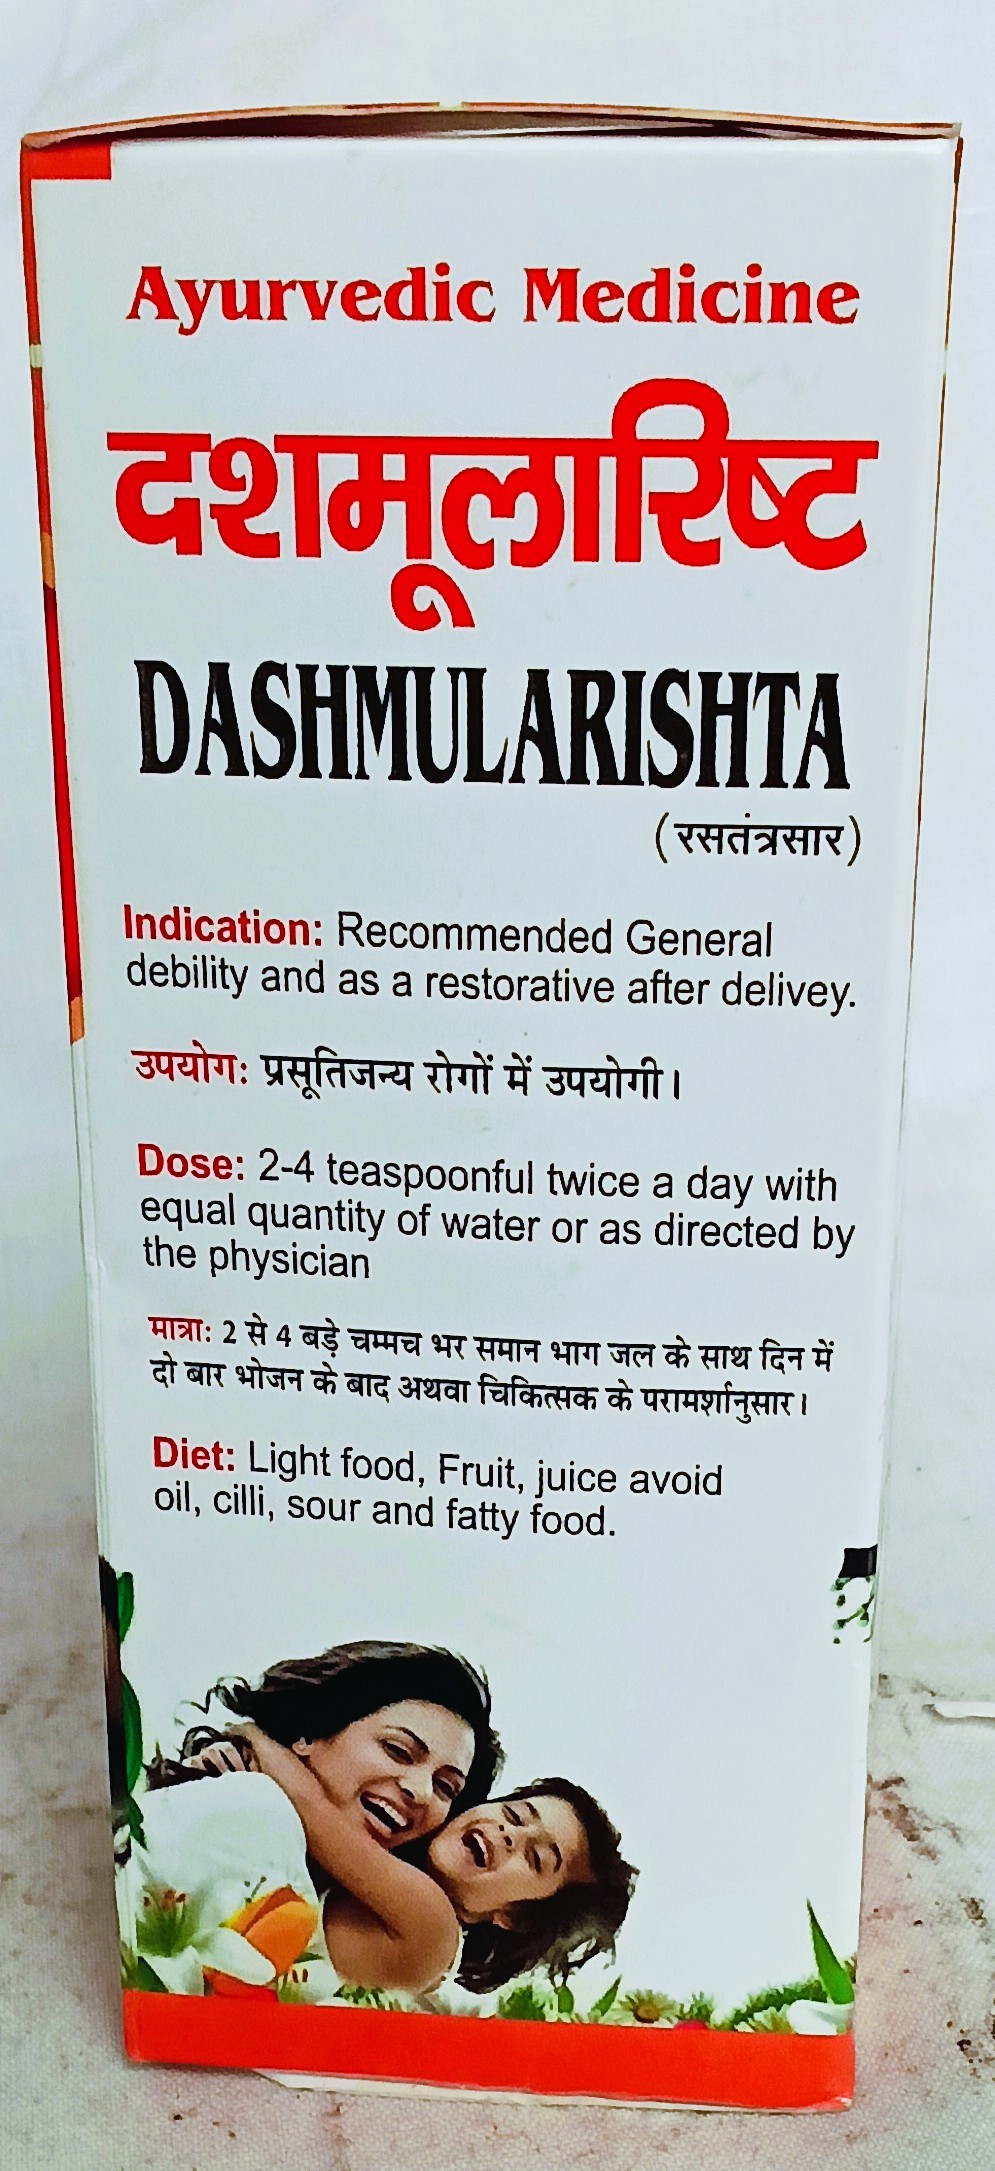 Ayurvedic Medicine
दशमूलारिष्ट
DASHMULARISHTA
(रसतंत्रसार)
Indication: Recommended General
debility and as a restorative after delivey.
उपयोग: प्रसूतिजन्य रोगों में उपयोगी।
Dose: 2-4 teaspoonful twice a day with
equal quantity of water or as directed by
the physician
मात्रा: 2 से 4 बड़े चम्मच भर समान भाग जल के साथ दिन में
दो बार भोजन के बाद अथवा चिकित्सक के परामर्शानुसार।
Diet: Light food, Fruit, juice avoid
oil, cilli, sour and fatty food.